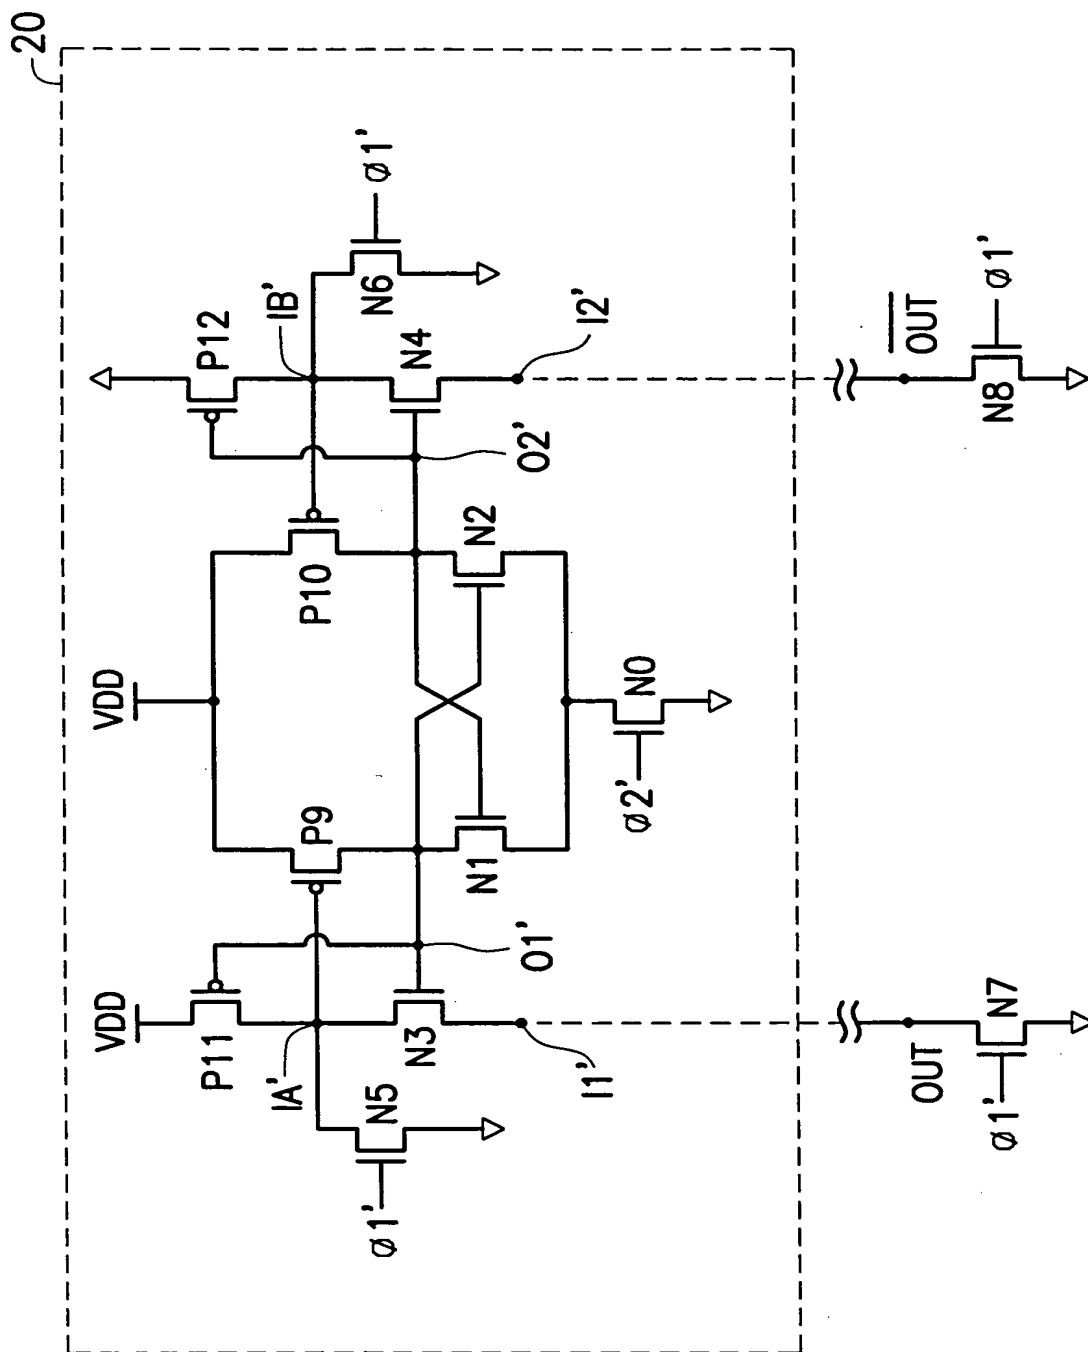 20
VDD
VDD
P11
P12
IA'
IB'
P9
P10
N3
N4
N5
N6
ø1'
ø1'
O1'
O2'
N1
N2
I1'
I2'
ø2'
N0
OUT
OUT
ø1'
N7
N8
ø1'